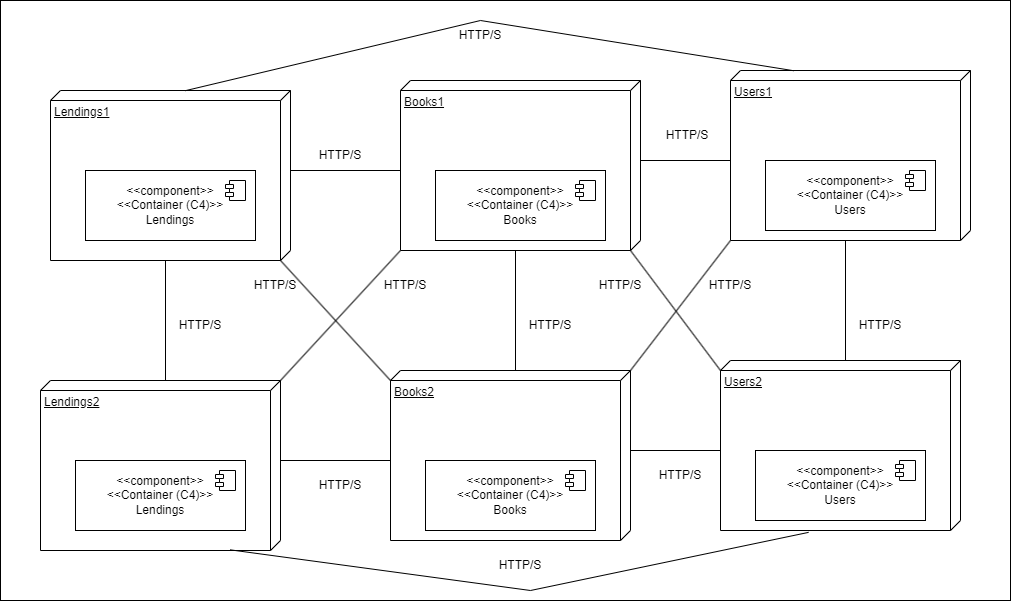 HTTP/S
Lendings1
Books1
Users1
HTTP/S
HTTP/S
<<component>>
<<Container (C4)>>
Lendings
<<component>>
<<Container (C4)>>
Books
<<component>>
<<Container (C4)>>
Users
HTTP/S
HTTP/S
HTTP/S
HTTP/S
HTTP/S
HTTP/S
HTTP/S
Lendings2
Books2
Users2
<<component>>
<<Container (C4)>>
Lendings
<<component>>
<<Container (C4)>>
Books
<<component>>
<<Container (C4)>>
Users
HTTP/S
HTTP/S
HTTP/S